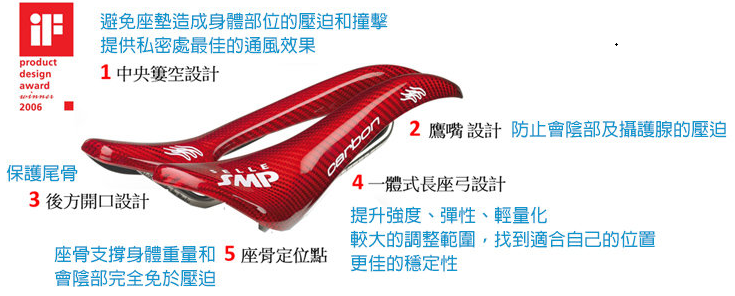 product
design
award
winner
2006
避免座墊造成身體部位的壓迫和撞擊
提供私密處最佳的通風效果
1 中央簍空設計
2 鷹嘴 設計 防止會陰部及攝護腺的壓迫
保護尾骨
3 後方開口設計
carbon
SELLE
SMP
4 一體式長座弓設計
提升強度、彈性、輕量化
較大的調整範圍，找到適合自己的位置
更佳的穩定性
座骨支撐身體重量和
會陰部完全免於壓迫
5 座骨定位點